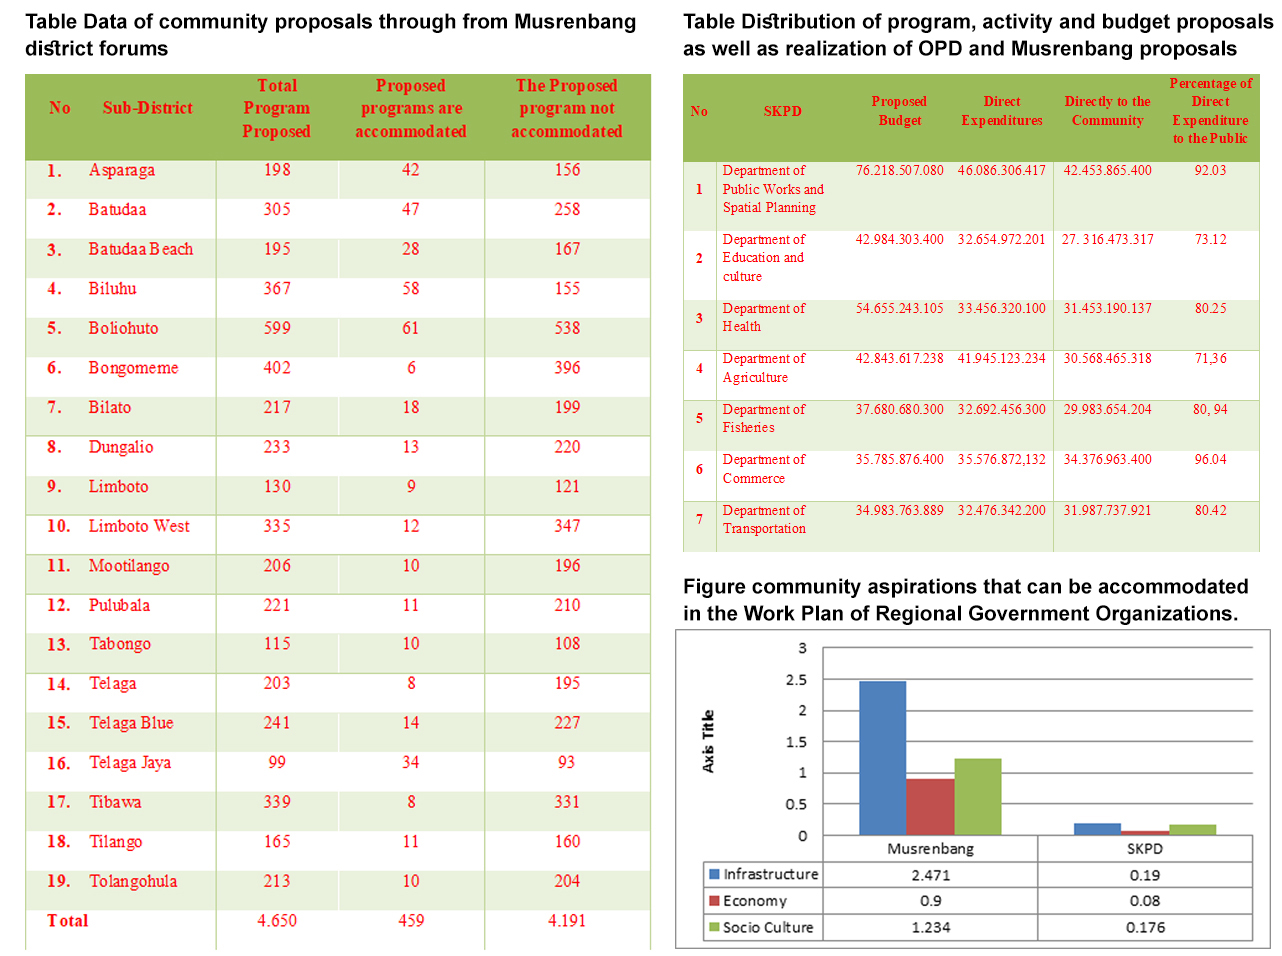 Table Data of community proposals through from Musrenbang
district forums
No Sub-District Total Program Proposed Proposed programs are accommodated The Proposed program not accommodated
1. Asparaga 198 42 156
2. Batudaa 305 47 258
3. Batudaa Beach 195 28 167
4. Biluhu 367 58 155
5. Boliohuto 599 61 538
6. Bongomeme 402 6 396
7. Bilato 217 18 199
8. Dungalio 233 13 220
9. Limboto 130 9 121
10. Limboto West 335 12 347
11. Mootilango 206 10 196
12. Pulubala 221 11 210
13. Tabongo 115 10 108
14. Telaga 203 8 195
15. Telaga Blue 241 14 227
16. Telaga Jaya 99 34 93
17. Tibawa 339 8 331
18. Tilango 165 11 160
19. Tolangohula 213 10 204
Total 4.650 459 4.191
Table Distribution of program, activity and budget proposals
as well as realization of OPD and Musrenbang proposals
No SKPD Proposed Budget Direct Expenditures Directly to the Community Percentage of Direct Expenditure to the Public
1 Department of Public Works and Spatial Planning 76.218.507.080 46.086.306.417 42.453.865.400 92.03
2 Department of Education and culture 42.984.303.400 32.654.972.201 27. 316.473.317 73.12
3 Department of Health 54.655.243.105 33.456.320.100 31.453.190.137 80.25
4 Department of Agriculture 42.843.617.238 41.945.123.234 30.568.465.318 71,36
5 Department of Fisheries 37.680.680.300 32.692.456.300 29.983.654.204 80, 94
6 Department of Commerce 35.785.876.400 35.576.872,132 34.376.963.400 96.04
7 Department of Transportation 34.983.763.889 32.476.342.200 31.987.737.921 80.42
Figure community aspirations that can be accommodated
in the Work Plan of Regional Government Organizations.
Axis Title
3
2.5
2
1.5
1
0.5
0
Musrenbang SKPD
Infrastructure 2.471 0.19
Economy 0.9 0.08
Socio Culture 1.234 0.176